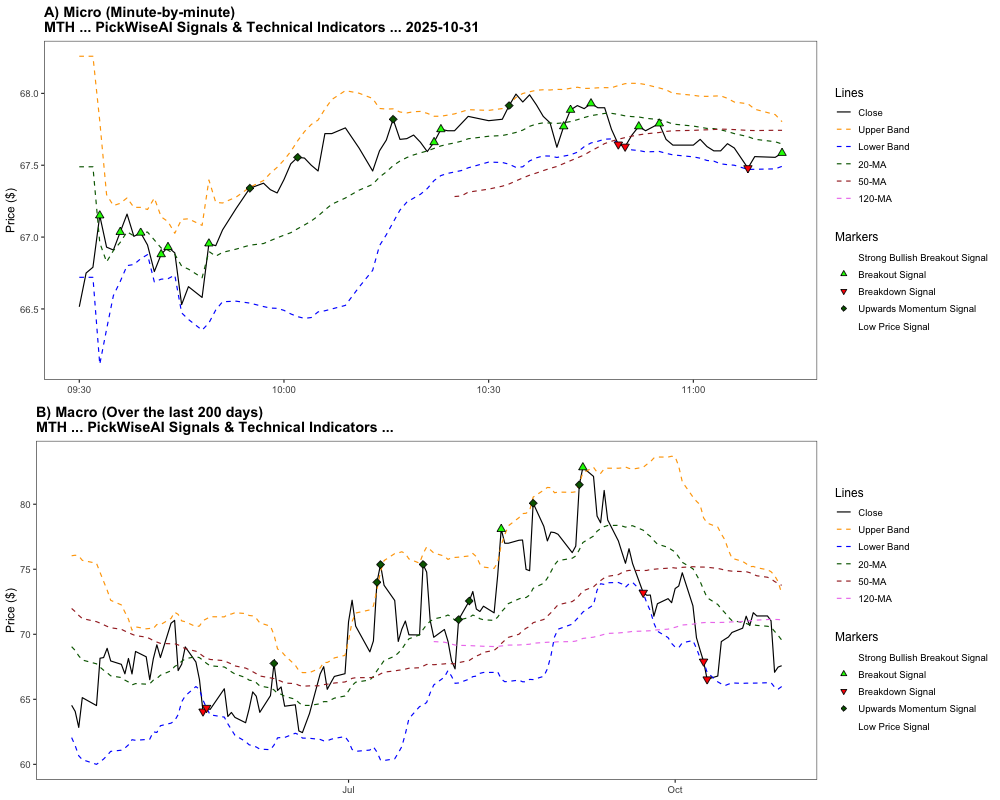 A) Micro (Minute-by-minute)
MTH ... PickWiseAI Signals & Technical Indicators ... 2025-10-31
Price ($)
68.0
67.5
67.0
66.5
09:30
10:00
10:30
11:00
Lines
Close
Upper Band
Lower Band
20-MA
50-MA
120-MA
Markers
Strong Bullish Breakout Signal
Breakout Signal
Breakdown Signal
Upwards Momentum Signal
Low Price Signal
B) Macro (Over the last 200 days)
MTH ... PickWiseAI Signals & Technical Indicators ...
Price ($)
80
75
70
65
60
Jul
Oct
Lines
Close
Upper Band
Lower Band
20-MA
50-MA
120-MA
Markers
Strong Bullish Breakout Signal
Breakout Signal
Breakdown Signal
Upwards Momentum Signal
Low Price Signal